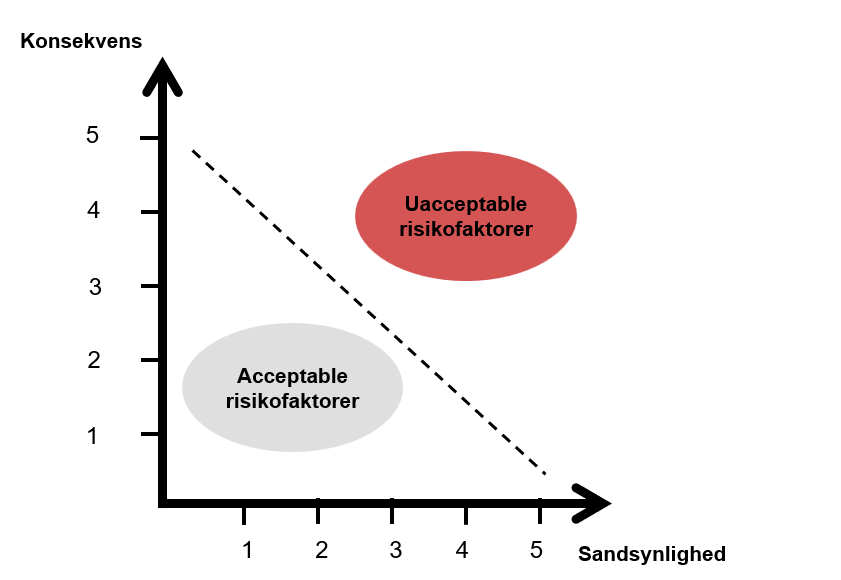 Konsekvens
5
4
3
2
1
Uacceptable
risikofaktorer
Acceptable
risikofaktorer
1 2 3 4 5
Sandsynlighed